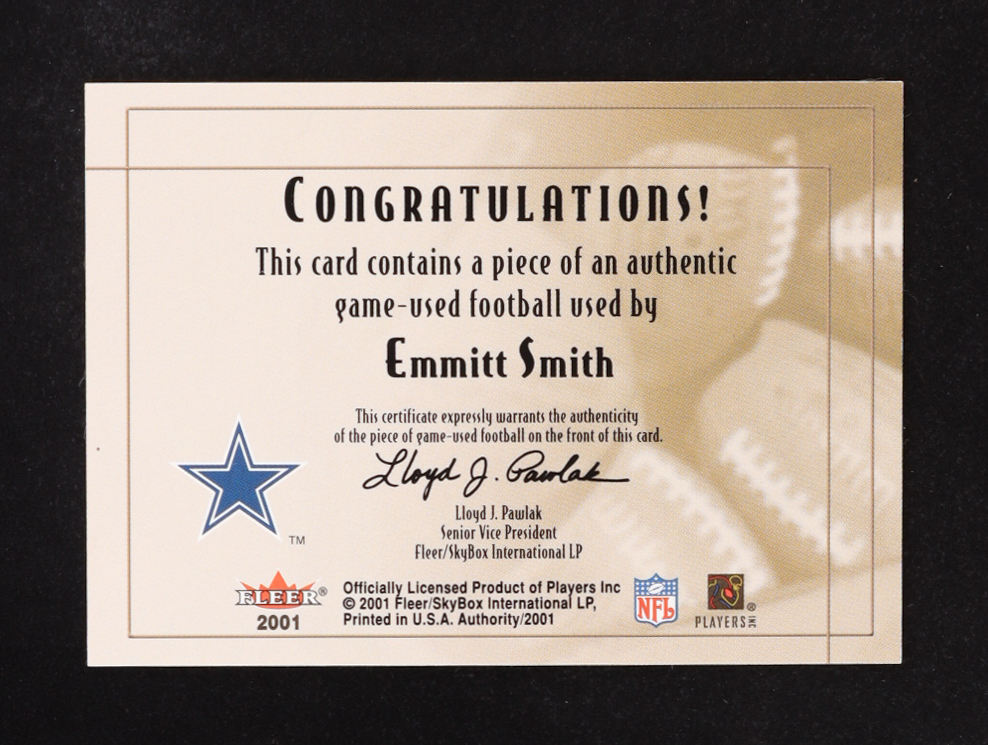 CONGRATULATIONS!
This card contains a piece of an authentic
game-used football used by
Emmitt Smith
This certificate expressly warrants the authenticity
of the piece of game-used football on the front of this card.
Lloyd J. Pawlak
Lloyd J. Pawlak
Senior Vice President
Fleer/SkyBox International LP
TM
FLEER®
2001
Officially Licensed Product of Players Inc
© 2001 Fleer/SkyBox International LP,
Printed in U.S.A. Authority/2001
NFL
®
PLAYERS INC